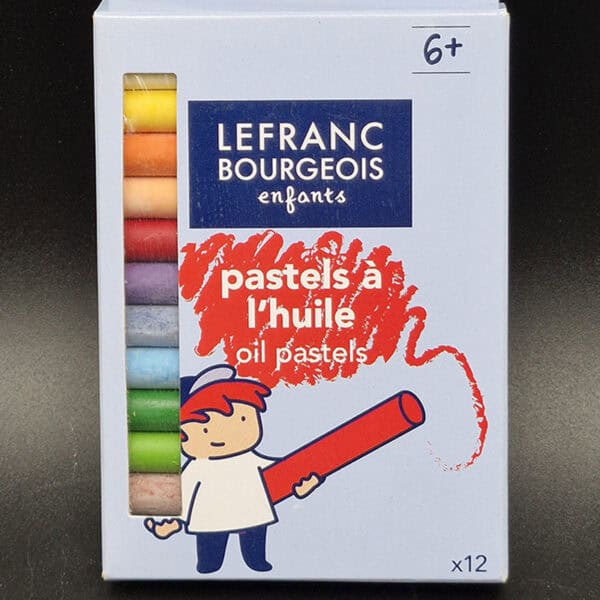 6+
LEFRANC
BOURGEOIS
enfants
pastels à
l'huile
oil pastels
x12